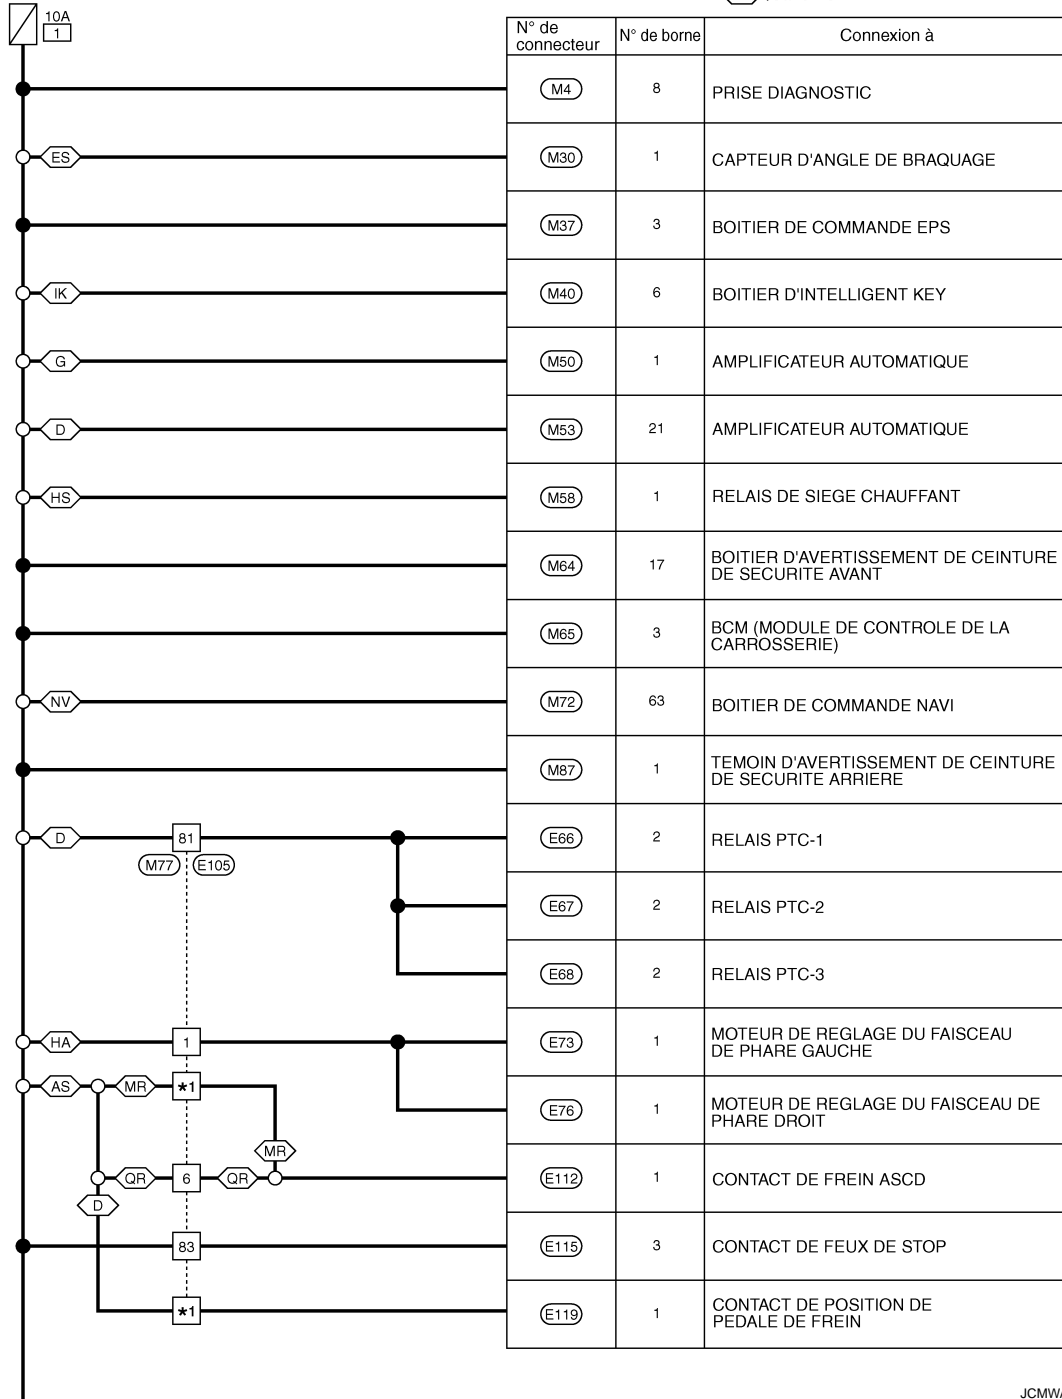 10A
1
N° de connecteur N° de borne Connexion à
M4 8 PRISE DIAGNOSTIC
ES M30 1 CAPTEUR D'ANGLE DE BRAQUAGE
M37 3 BOITIER DE COMMANDE EPS
IK M40 6 BOITIER D'INTELLIGENT KEY
G M50 1 AMPLIFICATEUR AUTOMATIQUE
D M53 21 AMPLIFICATEUR AUTOMATIQUE
HS M58 1 RELAIS DE SIEGE CHAUFFANT
M64 17 BOITIER D'AVERTISSEMENT DE CEINTURE
DE SECURITE AVANT
M65 3 BCM (MODULE DE CONTROLE DE LA
CARROSSERIE)
NV M72 63 BOITIER DE COMMANDE NAVI
M87 1 TEMOIN D'AVERTISSEMENT DE CEINTURE
DE SECURITE ARRIERE
D 81 E66 2 RELAIS PTC-1
M77 E105
E67 2 RELAIS PTC-2
E68 2 RELAIS PTC-3
HA 1 E73 1 MOTEUR DE REGLAGE DU FAISCEAU
DE PHARE GAUCHE
AS MR *1
E76 1 MOTEUR DE REGLAGE DU FAISCEAU DE
PHARE DROIT
MR
QR 6 QR E112 1 CONTACT DE FREIN ASCD
D
83 E115 3 CONTACT DE FEUX DE STOP
*1 E119 1 CONTACT DE POSITION DE
PEDALE DE FREIN